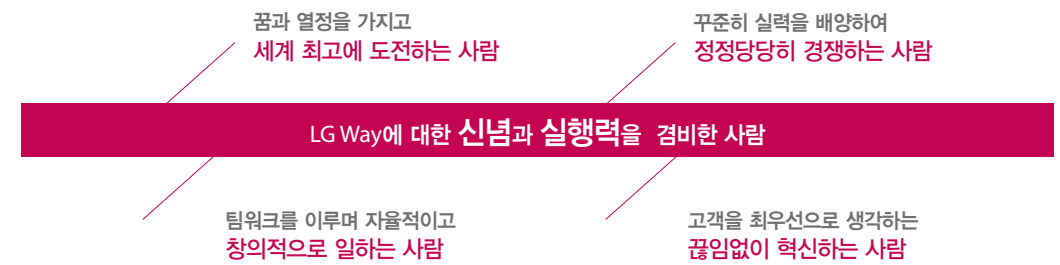 꿈과 열정을 가지고
세계 최고에 도전하는 사람
꾸준히 실력을 배양하여
정정당당히 경쟁하는 사람
LG Way에 대한 신념과 실행력을 겸비한 사람
팀워크를 이루며 자율적이고
창의적으로 일하는 사람
고객을 최우선으로 생각하는
끊임없이 혁신하는 사람